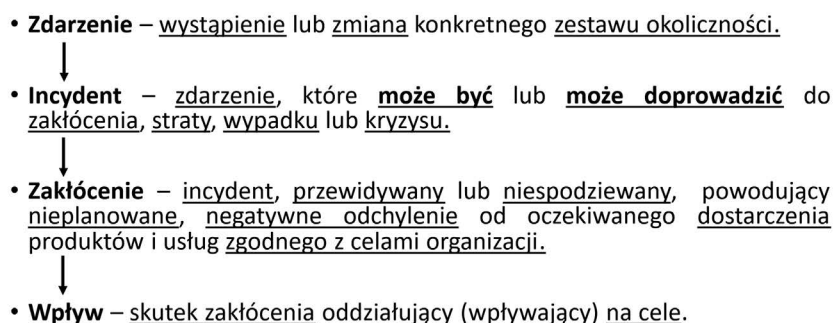 • Zdarzenie – wystąpienie lub zmiana konkretnego zestawu okoliczności.
• Incydent – zdarzenie, które może być lub może doprowadzić do
zakłócenia, straty, wypadku lub kryzysu.
• Zakłócenie – incydent, przewidywany lub niespodziewany, powodujący
nieplanowane, negatywne odchylenie od oczekiwanego dostarczenia
produktów i usług zgodnego z celami organizacji.
• Wpływ – skutek zakłócenia oddziałujący (wpływający) na cele.